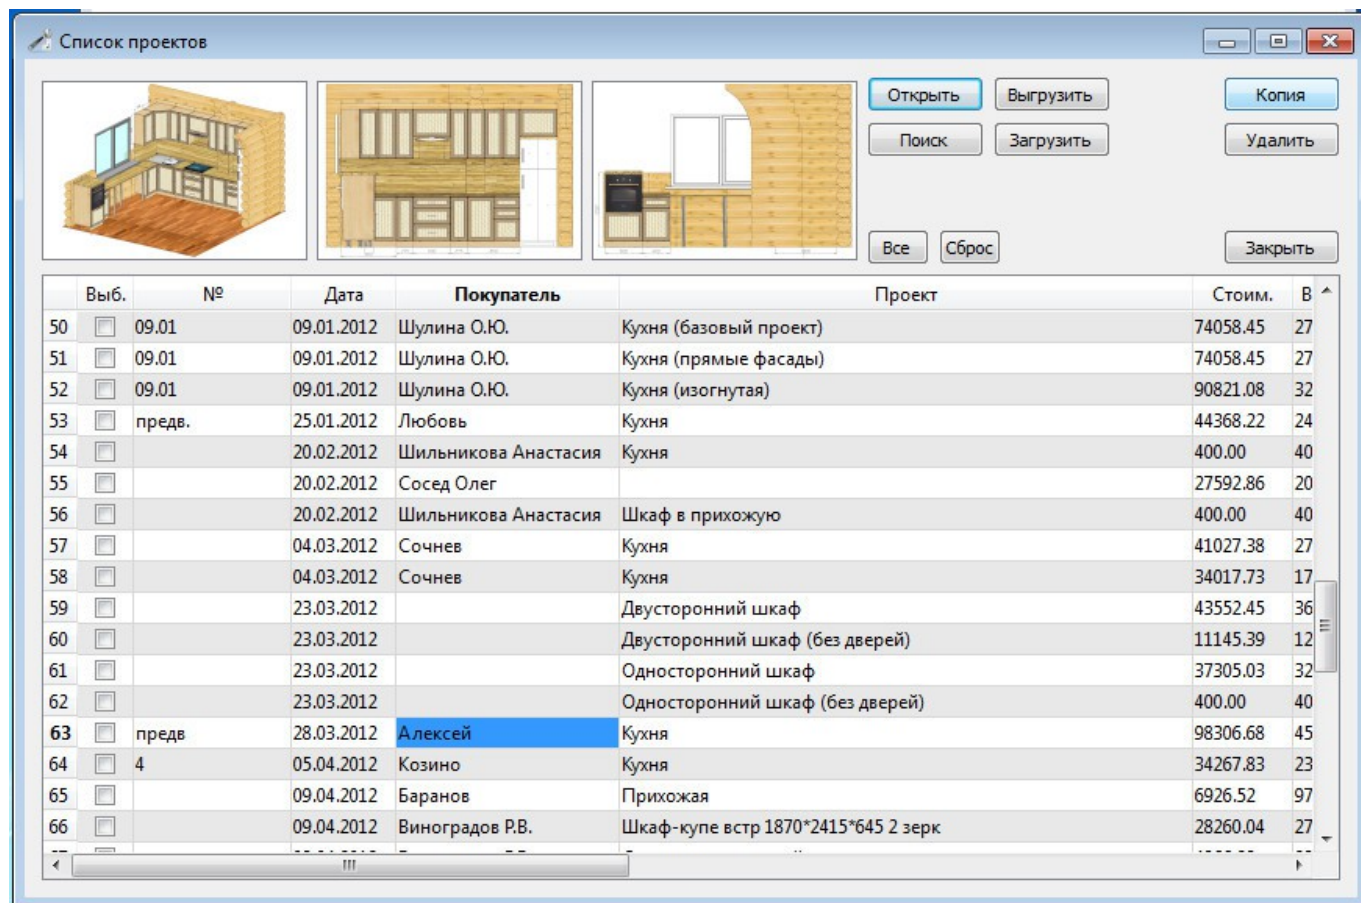 Список проектов
Открыть Выгрузить Копия
Поиск Загрузить Удалить
Все Сброс Закрыть
Выб. № Дата Покупатель Проект Стоим. В
50 09.01 09.01.2012 Шулина О.Ю. Кухня (базовый проект) 74058.45 27
51 09.01 09.01.2012 Шулина О.Ю. Кухня (прямые фасады) 74058.45 27
52 09.01 09.01.2012 Шулина О.Ю. Кухня (изогнутая) 90821.08 32
53 предв. 25.01.2012 Любовь Кухня 44368.22 24
54 20.02.2012 Шильникова Анастасия Кухня 400.00 40
55 20.02.2012 Сосед Олег 27592.86 20
56 20.02.2012 Шильникова Анастасия Шкаф в прихожую 400.00 40
57 04.03.2012 Сочнев Кухня 41027.38 27
58 04.03.2012 Сочнев Кухня 34017.73 17
59 23.03.2012 Двусторонний шкаф 43552.45 36
60 23.03.2012 Двусторонний шкаф (без дверей) 11145.39 12
61 23.03.2012 Односторонний шкаф 37305.03 32
62 23.03.2012 Односторонний шкаф (без дверей) 400.00 40
63 предв 28.03.2012 Алексей Кухня 98306.68 45
64 4 05.04.2012 Козино Кухня 34267.83 23
65 09.04.2012 Баранов Прихожая 6926.52 97
66 09.04.2012 Виноградов Р.В. Шкаф-купе встр 1870*2415*645 2 зерк 28260.04 27